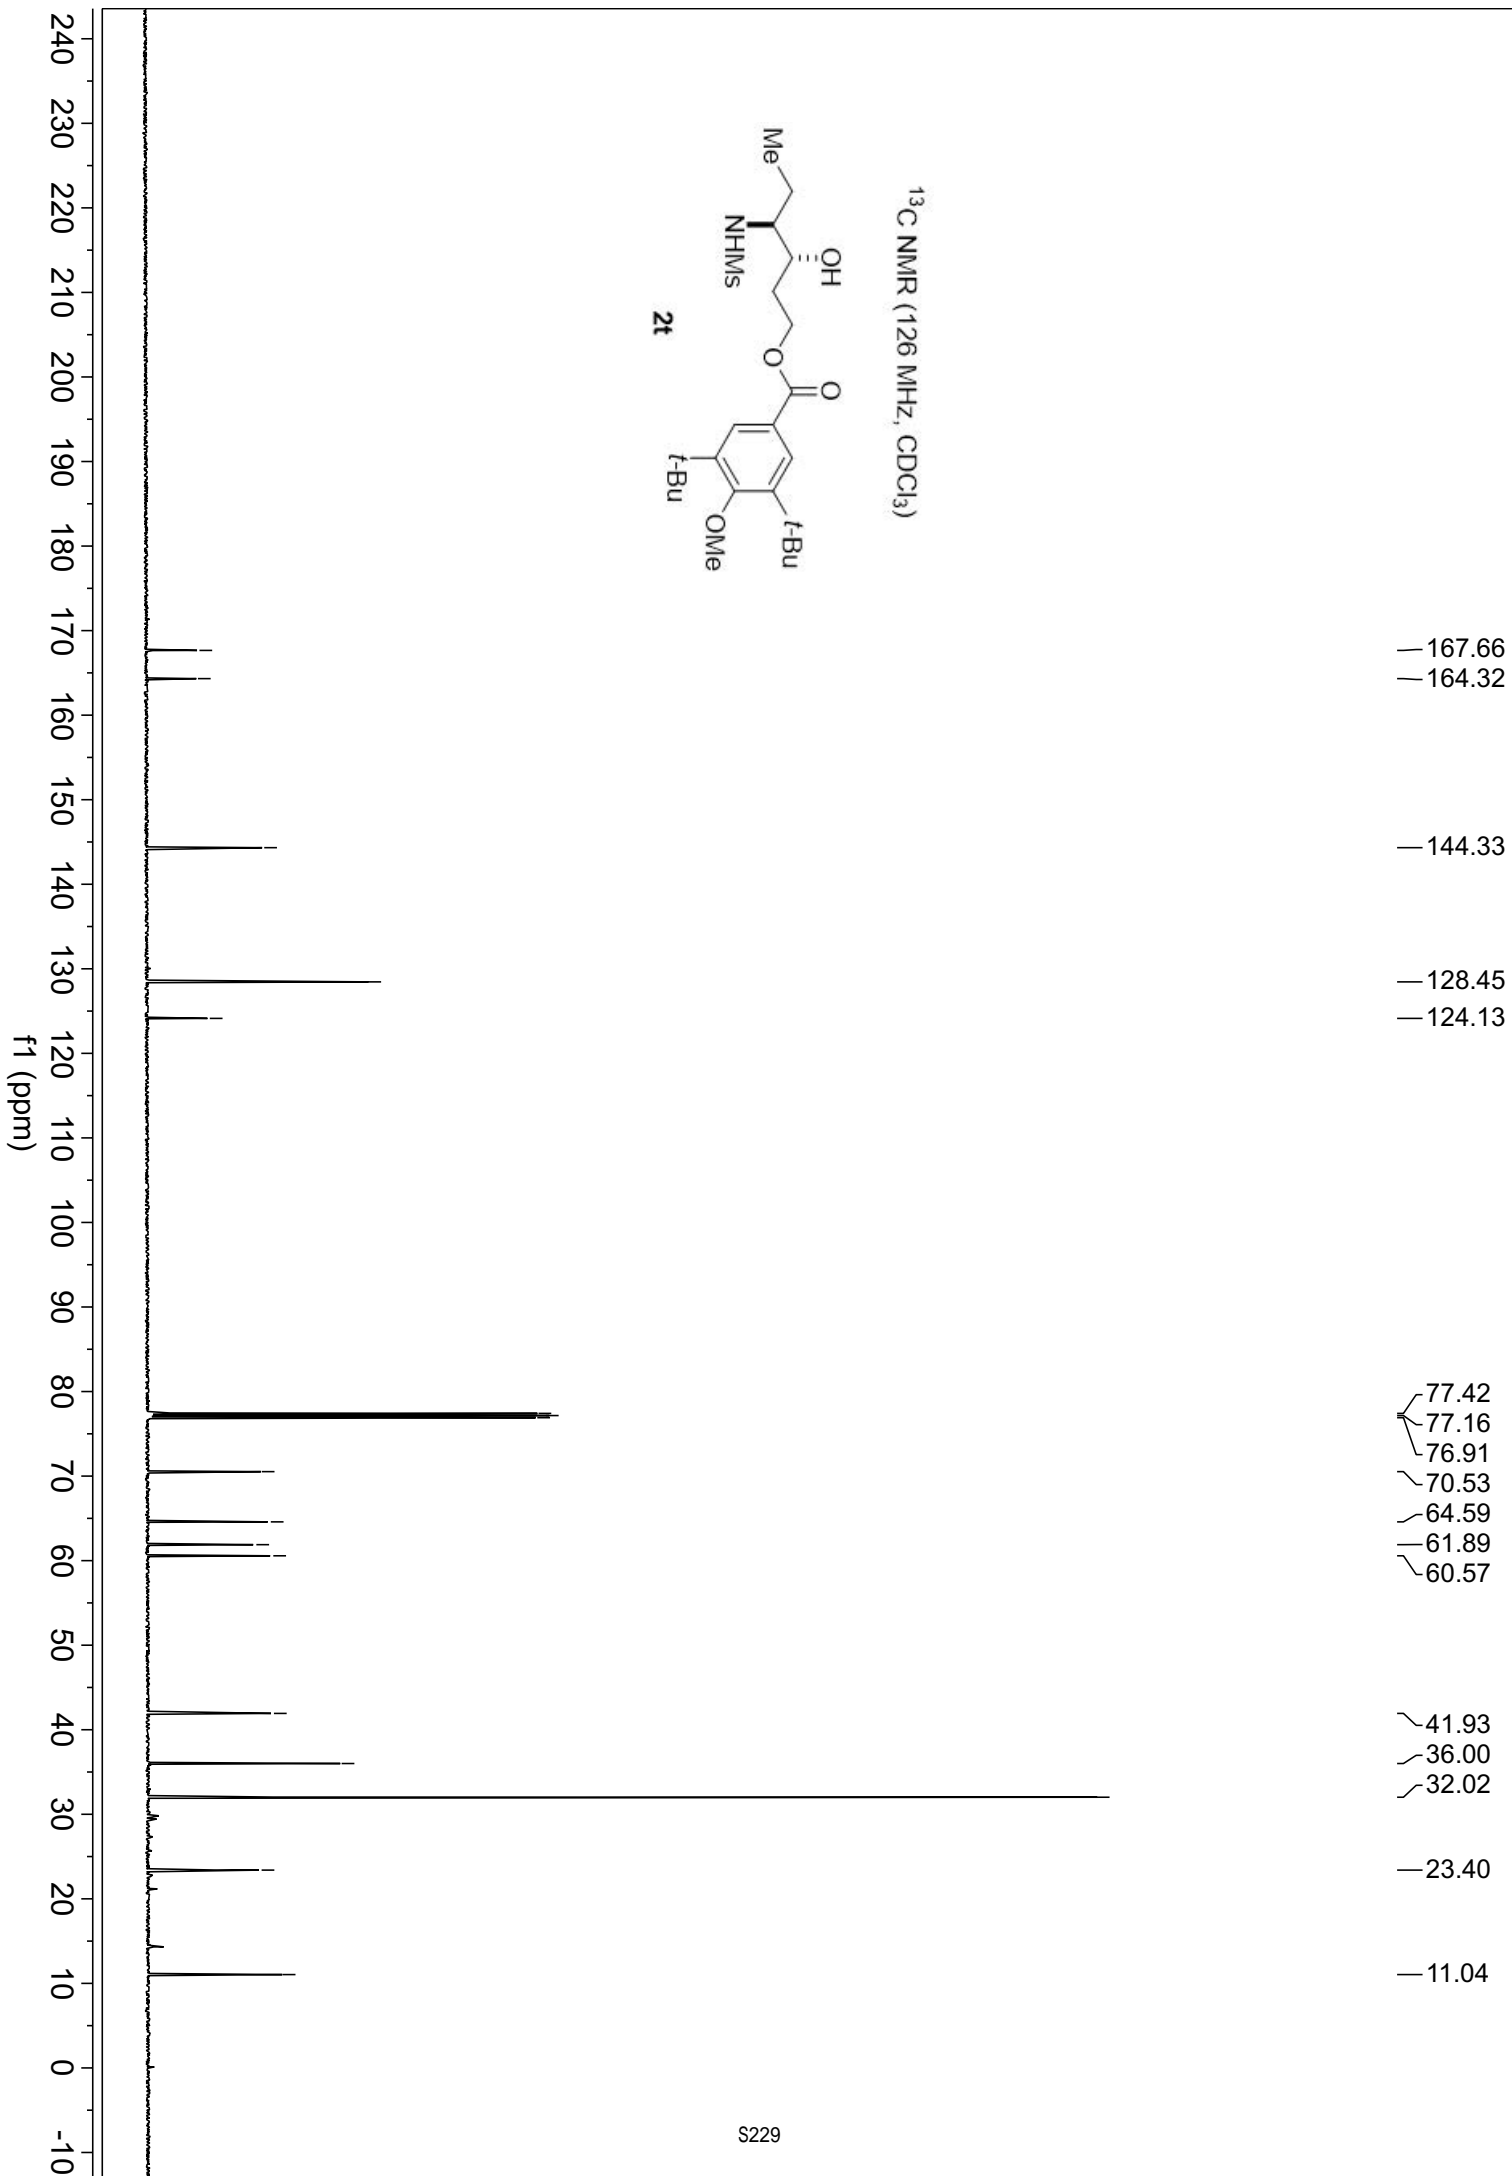 ¹³C NMR (126 MHz, CDCl₃)
OH
O
t-Bu
Me
O
NHMs
OMe
t-Bu
2t
167.66
164.32
144.33
128.45
124.13
77.42
77.16
76.91
70.53
64.59
61.89
60.57
41.93
36.00
32.02
23.40
11.04
240 230 220 210 200 190 180 170 160 150 140 130 120 110 100 90 80 70 60 50 40 30 20 10 0 -10
f1 (ppm)
S229